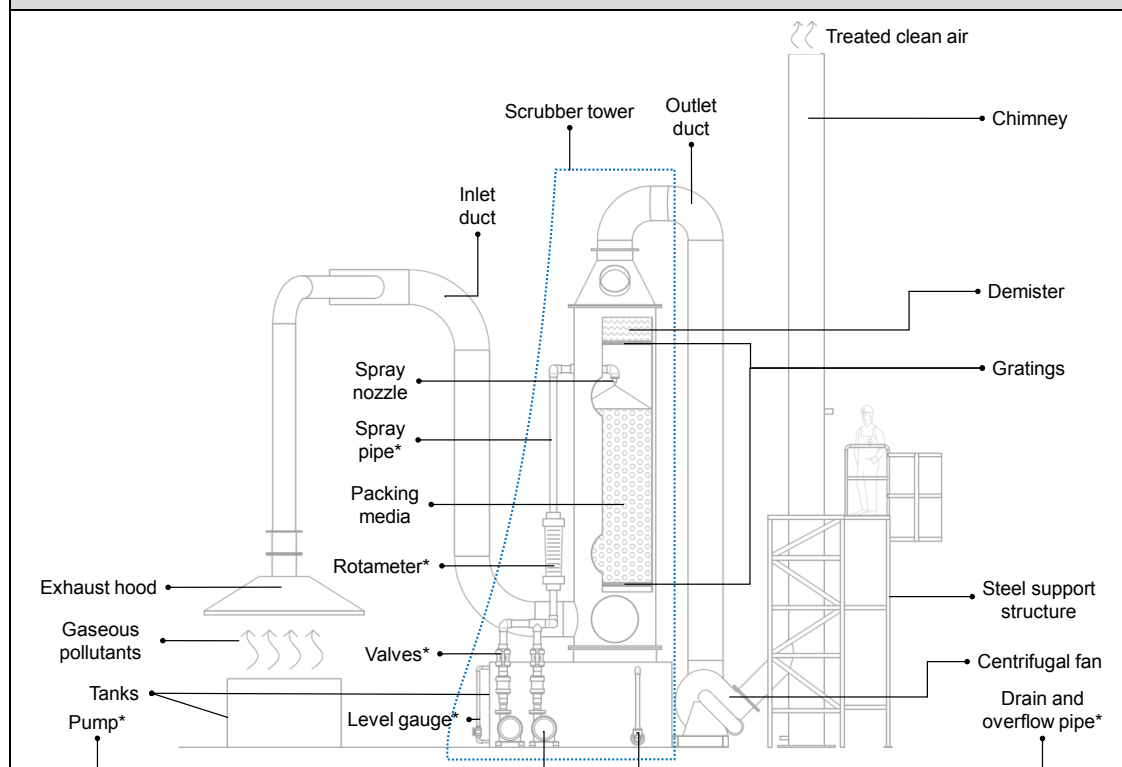 Treated clean air
Scrubber tower
Outlet
duct
Chimney
Inlet
duct
Demister
Spray
nozzle
Gratings
Spray
pipe*
Packing
media
Rotameter*
Exhaust hood
Steel support
structure
Gaseous
pollutants
Valves*
Centrifugal fan
Tanks
Pump*
Level gauge*
Drain and
overflow pipe*